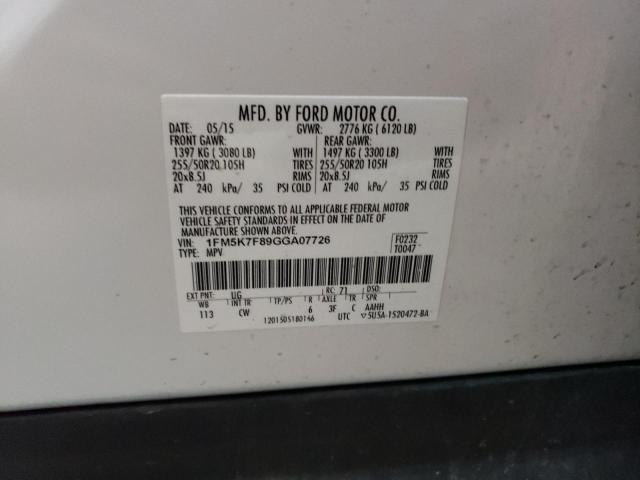 MFD. BY FORD MOTOR CO.
DATE: 05/15 GVWR: 2776 KG ( 6120 LB)
FRONT GAWR: REAR GAWR:
1397 KG ( 3080 LB) WITH 1497 KG ( 3300 LB) WITH
255/50R20 105H TIRES 255/50R20 105H TIRES
20x8.5J RIMS 20x8.5J RIMS
AT 240 kPa/ 35 PSI COLD AT 240 kPa/ 35 PSI COLD
THIS VEHICLE CONFORMS TO ALL APPLICABLE FEDERAL MOTOR
VEHICLE SAFETY STANDARDS IN EFFECT ON THE DATE OF
MANUFACTURE SHOWN ABOVE.
VIN: 1FM5K7F89GGA07726 F0232
TYPE: MPV T0047
EXT PNT: UG RC: 71 DSO:
WB INT TR TP/PS R AXLE TR SPR
113 CW 6 3F C AAHH
1201505180146 UTC ▽5U5A-1520472-BA